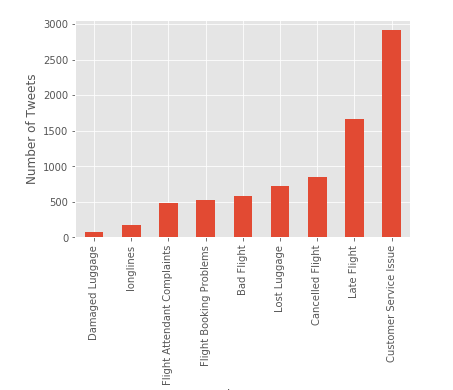 3000
2500
2000
1500
1000
500
0
Number of Tweets
Damaged Luggage
longlines
Flight Attendant Complaints
Flight Booking Problems
Bad Flight
Lost Luggage
Cancelled Flight
Late Flight
Customer Service Issue